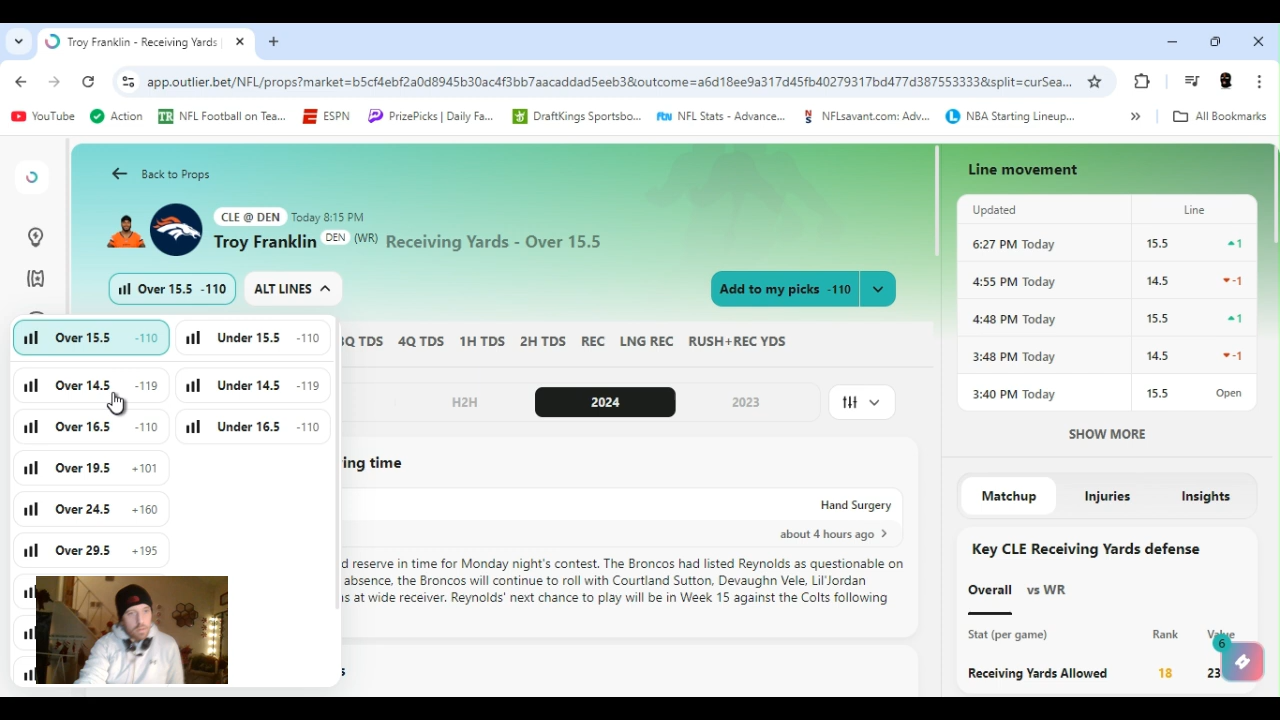 Troy Franklin - Receiving Yards
app.outlier.bet/NFL/props?market=b5cf4ebf2a0d8945b30ac4f3bb7aacaddad5eeb3&outcome=a6d18ee9a317d45fb40279317bd477d387553333&split=curSea...
YouTube Action NFL Football on Tea... ESPN PrizePicks | Daily Fa... DraftKings Sportsbo... NFL Stats - Advance... NFLsavant.com: Adv... NBA Starting Lineup... » All Bookmarks
Back to Props
CLE @ DEN Today 8:15 PM
Troy Franklin DEN (WR) Receiving Yards - Over 15.5
Over 15.5 -110 ALT LINES Add to my picks -110
Over 15.5 -110 Under 15.5 -110
Over 14.5 -119 Under 14.5 -119
Over 16.5 -110 Under 16.5 -110
Over 19.5 +101
Over 24.5 +160
Over 29.5 +195
3Q TDS 4Q TDS 1H TDS 2H TDS REC LNG REC RUSH+REC YDS
H2H 2024 2023
ing time
Hand Surgery
about 4 hours ago
d reserve in time for Monday night's contest. The Broncos had listed Reynolds as questionable on
absence, the Broncos will continue to roll with Courtland Sutton, Devaughn Vele, Lil'Jordan
s at wide receiver. Reynolds' next chance to play will be in Week 15 against the Colts following
Line movement
Updated Line
6:27 PM Today 15.5 1
4:55 PM Today 14.5 -1
4:48 PM Today 15.5 1
3:48 PM Today 14.5 -1
3:40 PM Today 15.5 Open
SHOW MORE
Matchup Injuries Insights
Key CLE Receiving Yards defense
Overall vs WR
Stat (per game) Rank Value
6
Receiving Yards Allowed 18 23